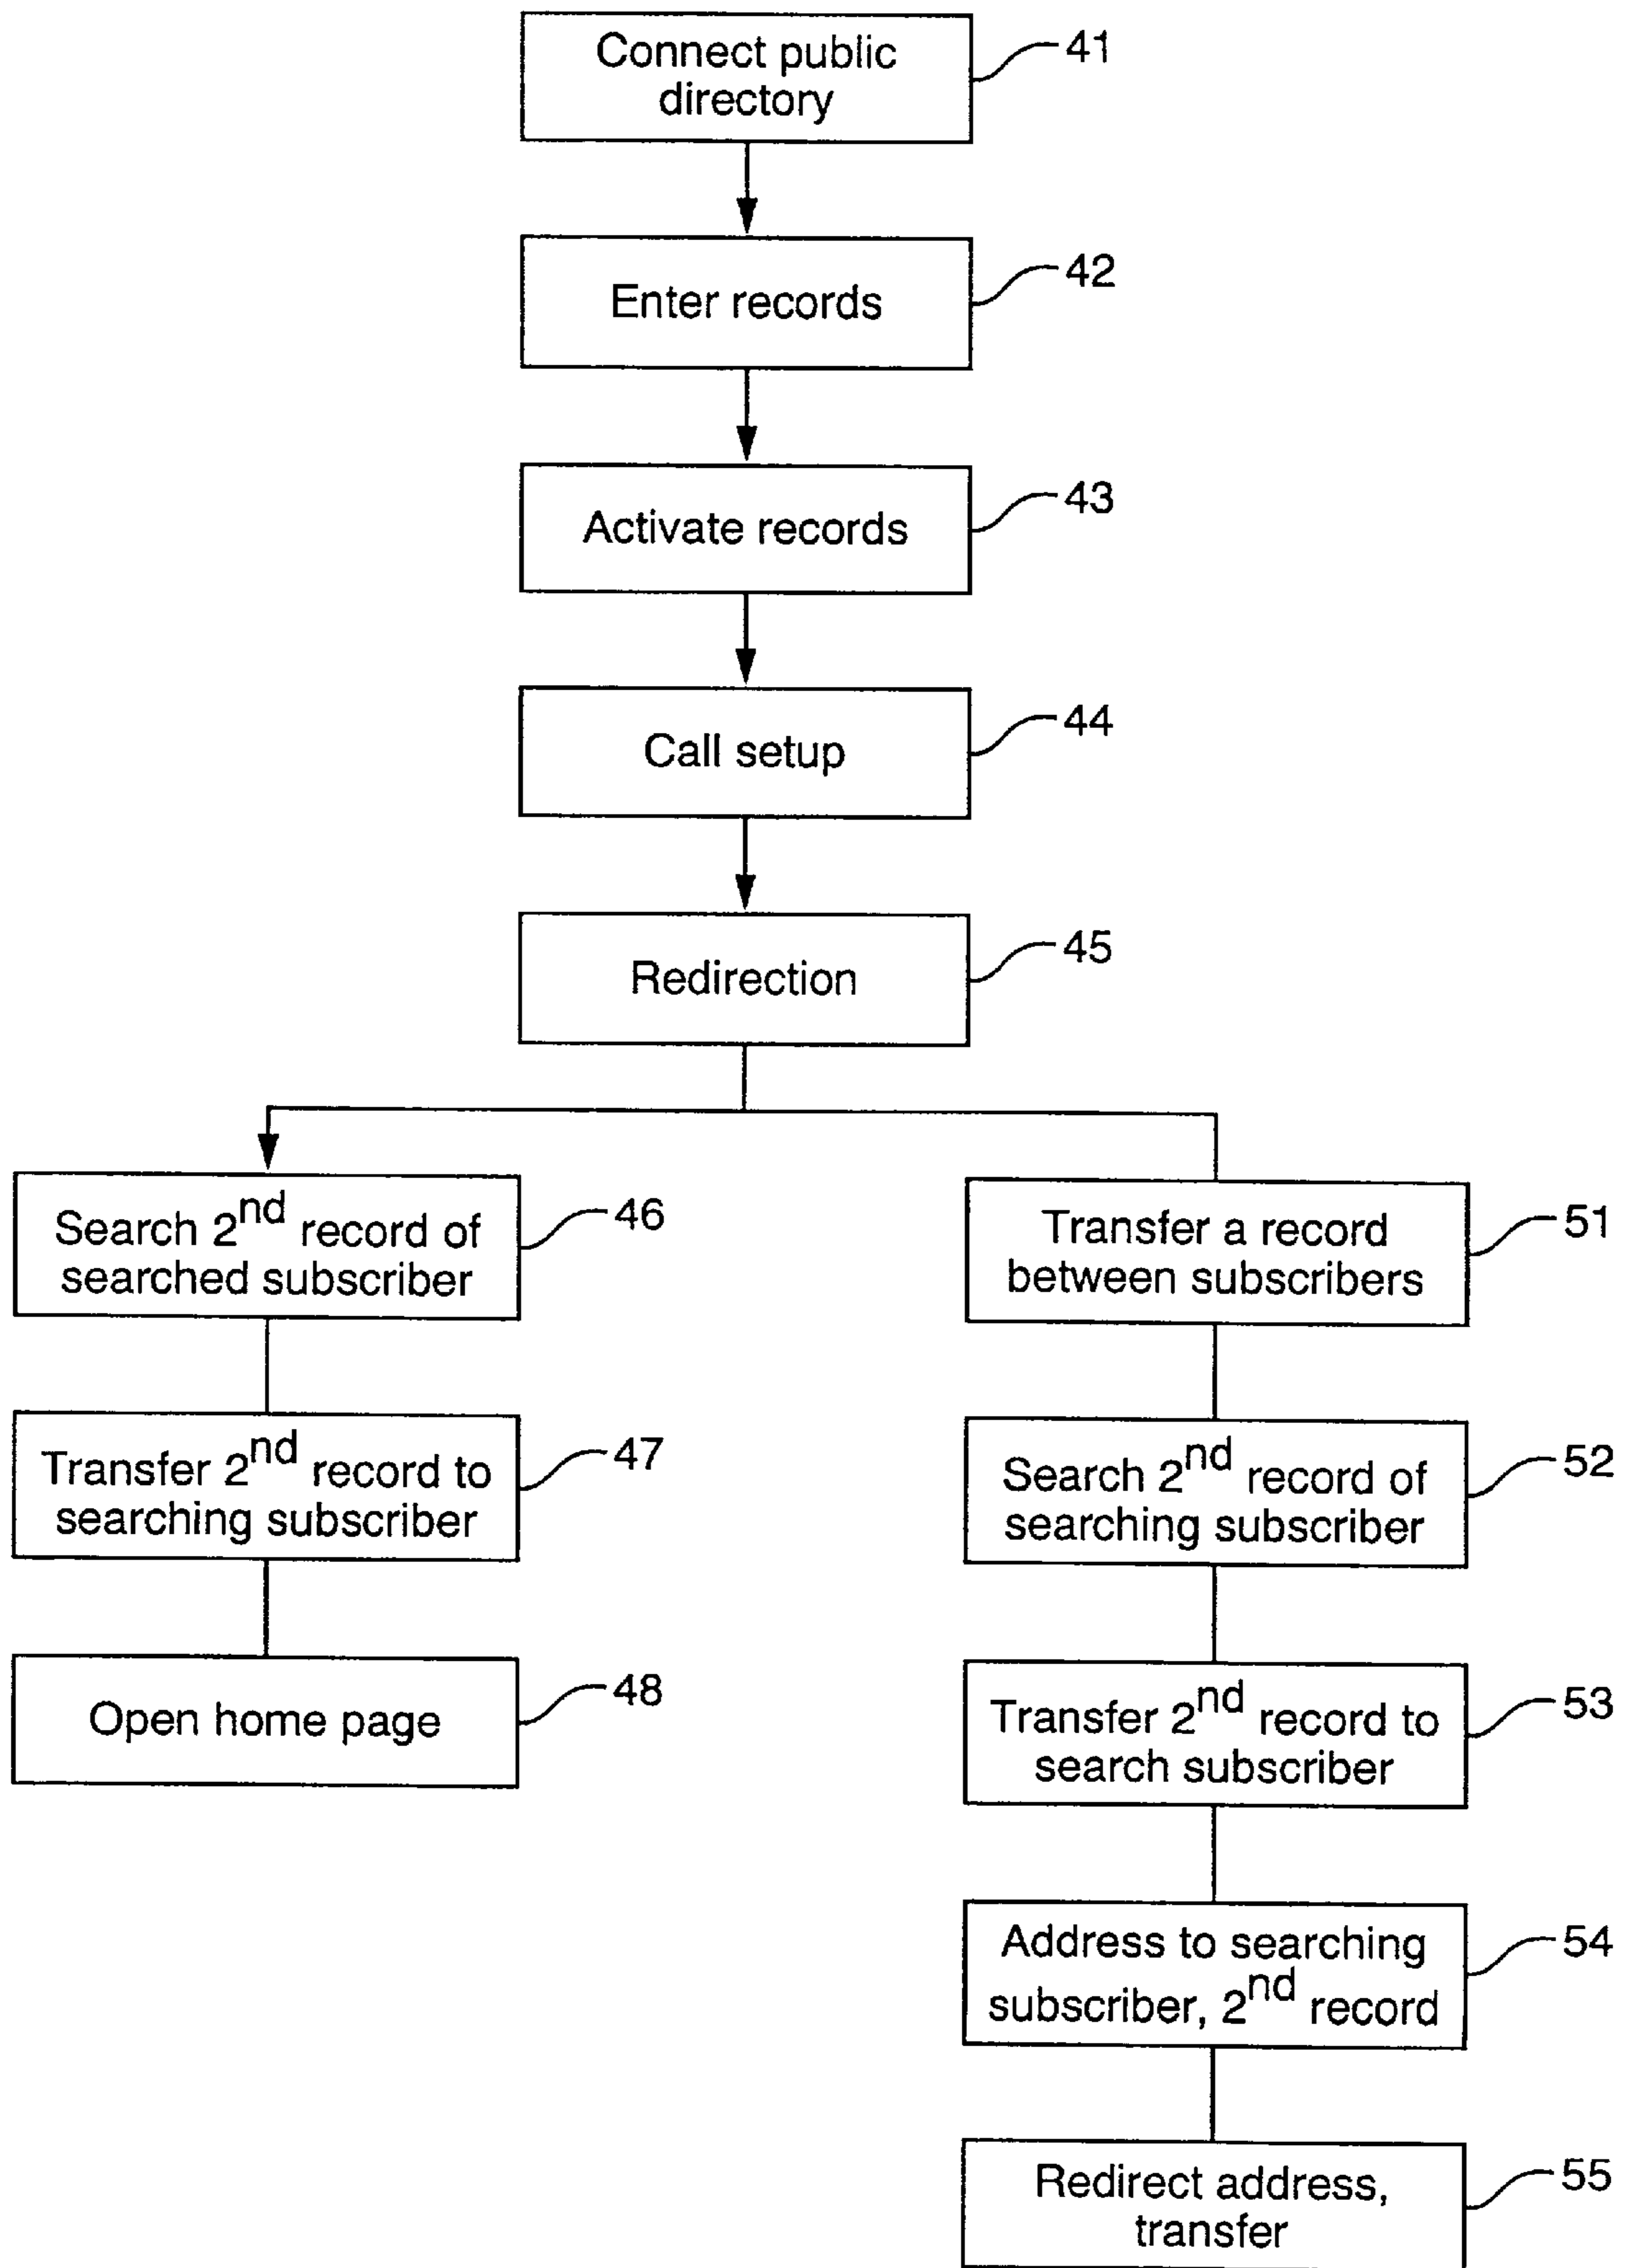 Connect public
directory
41
Enter records
42
Activate records
43
Call setup
44
Redirection
45
Search 2nd record of
searched subscriber
46
Transfer 2nd record to
searching subscriber
47
Open home page
48
Transfer a record
between subscribers
51
Search 2nd record of
searching subscriber
52
Transfer 2nd record to
search subscriber
53
Address to searching
subscriber, 2nd record
54
Redirect address,
transfer
55